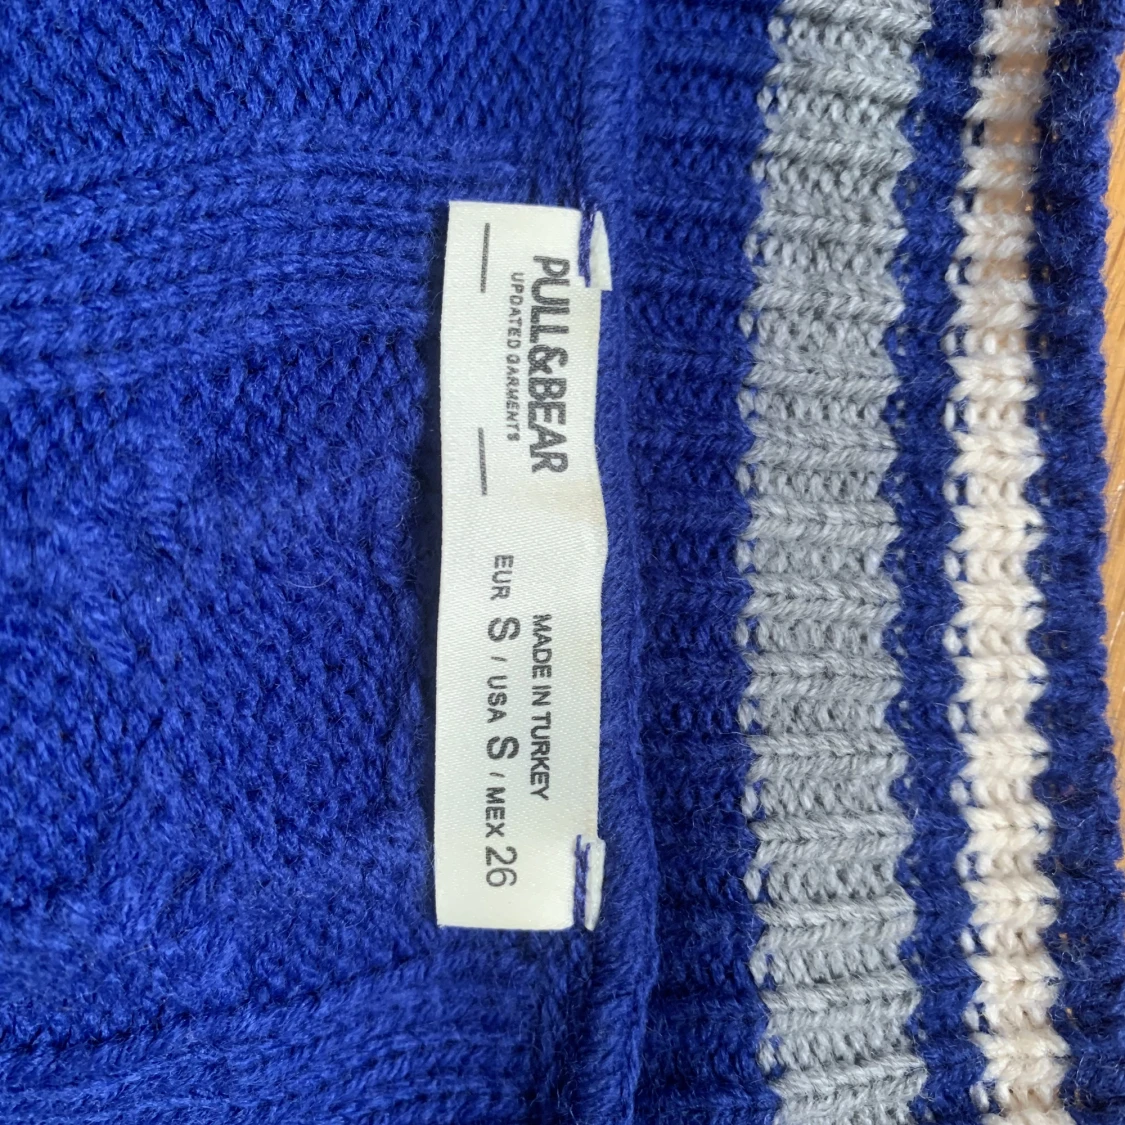 PULL&BEAR
UPDATED GARMENTS
MADE IN TURKEY
EUR S / USA S / MEX 26